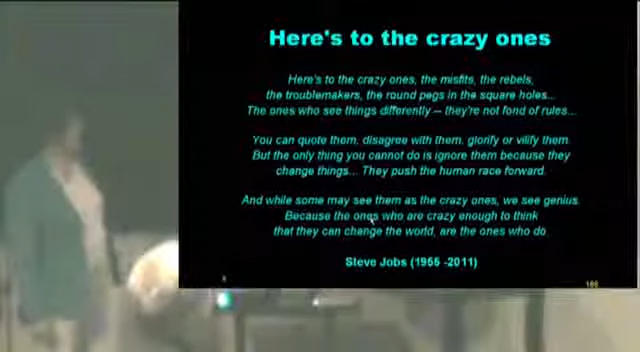 Here's to the crazy ones
Here's to the crazy ones, the misfits, the rebels,
the troublemakers, the round pegs in the square holes...
The ones who see things differently – they're not fond of rules...
You can quote them, disagree with them, glorify or vilify them.
But the only thing you cannot do is ignore them because they
change things... They push the human race forward.
And while some may see them as the crazy ones, we see genius.
Because the ones who are crazy enough to think
that they can change the world, are the ones who do.
Steve Jobs (1955 -2011)